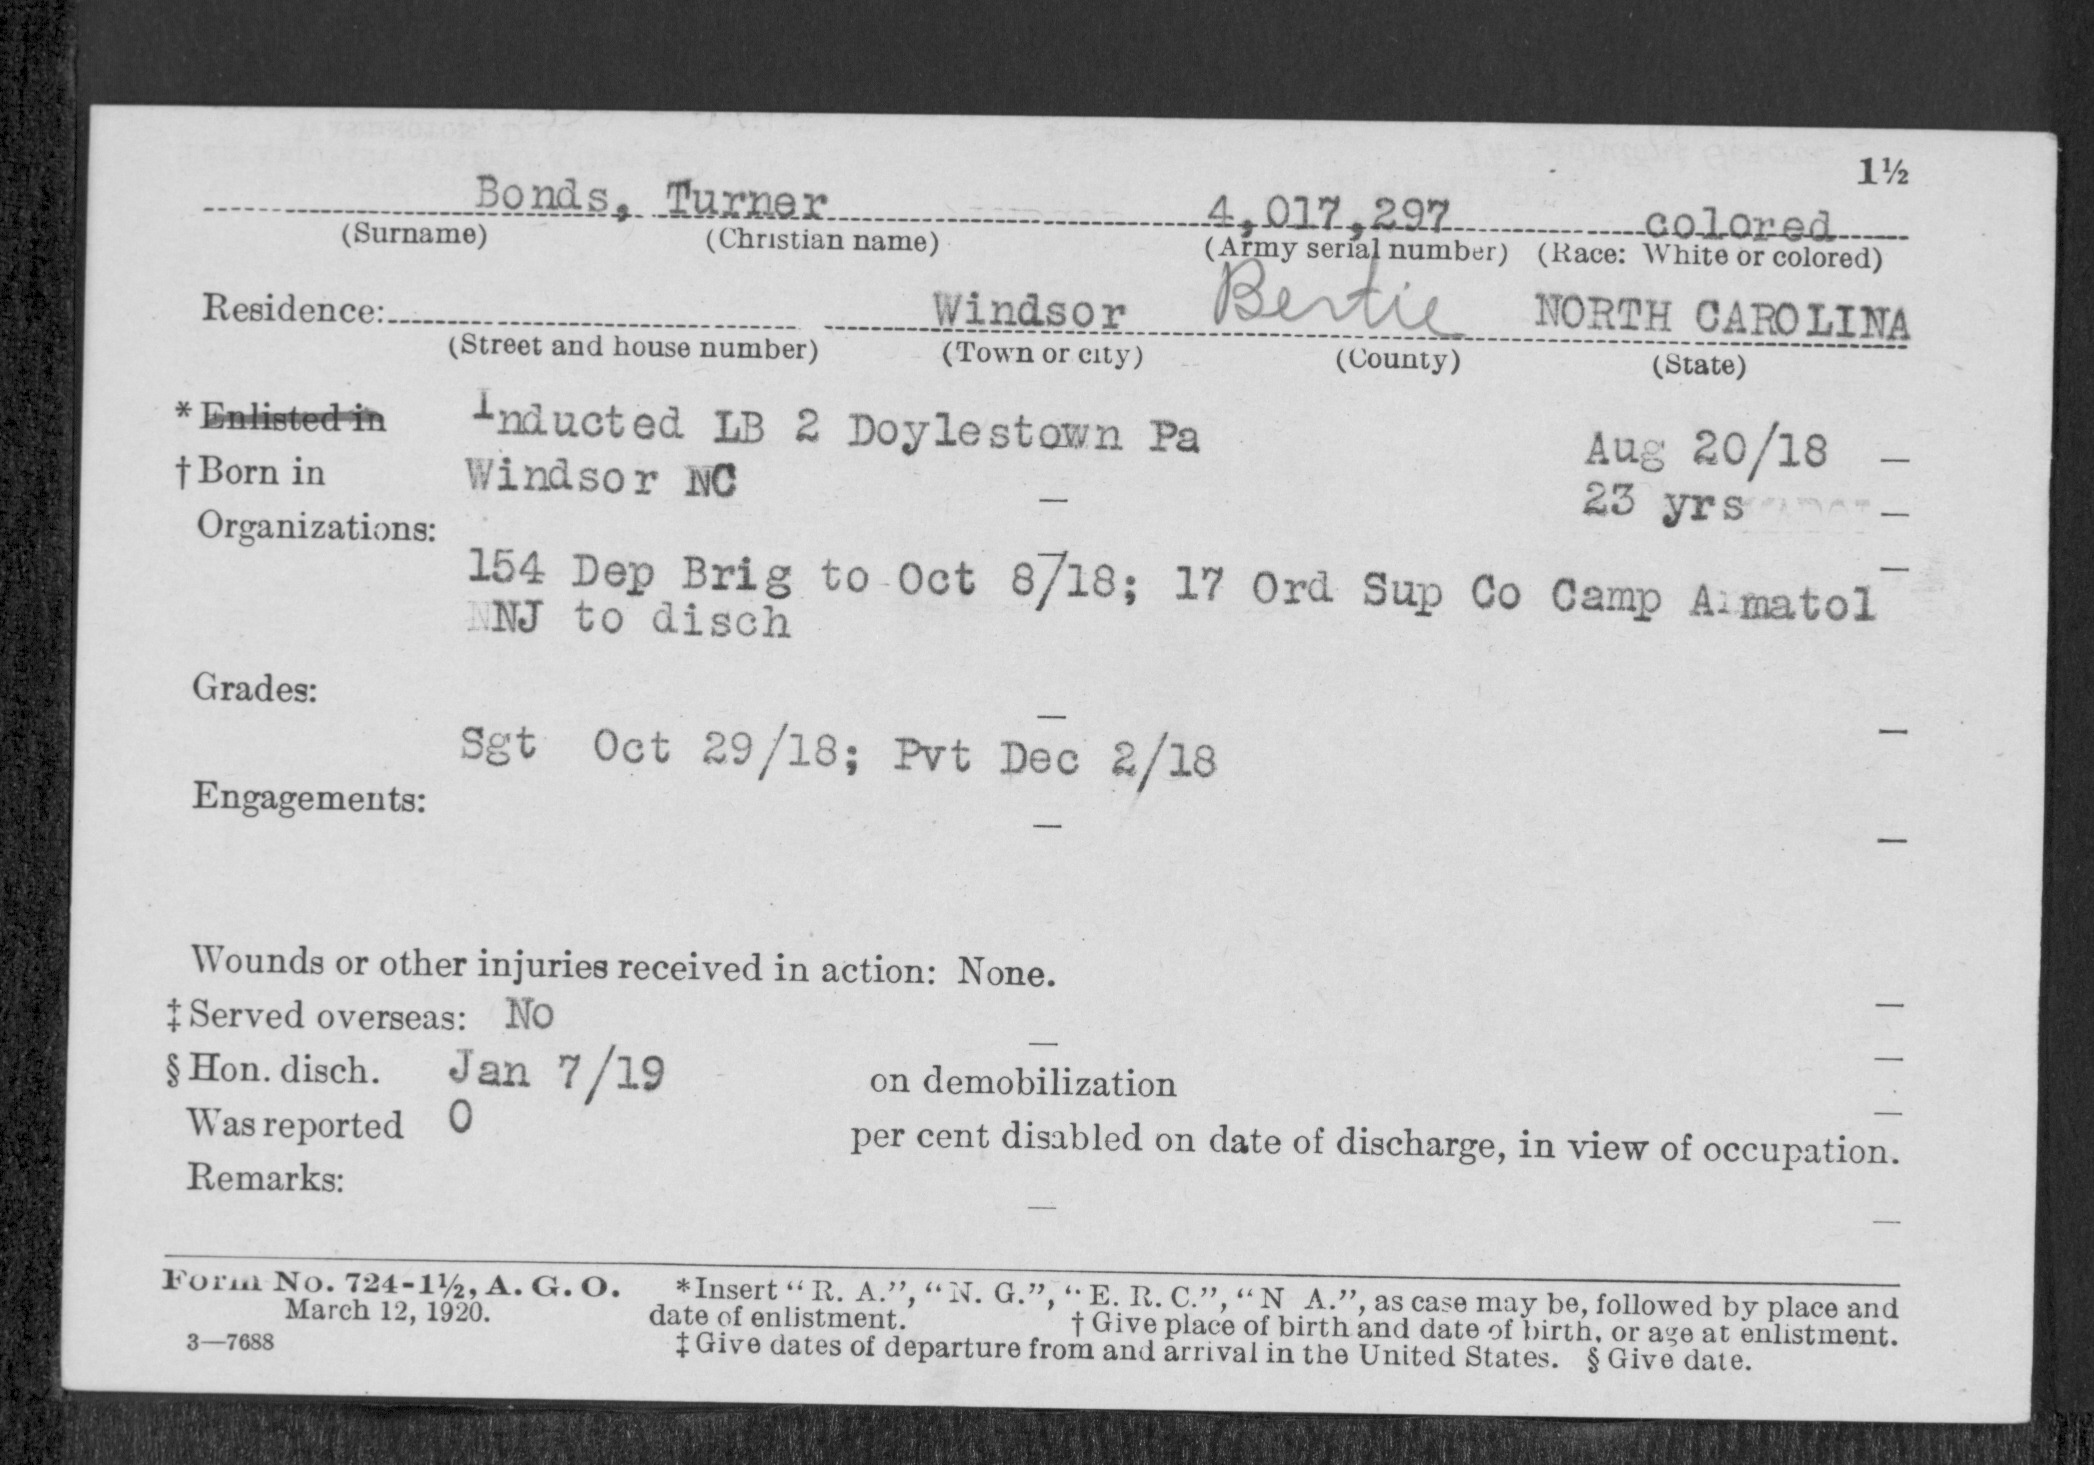 1½
Bonds, Turner 4,017,297 colored
(Surname) (Christian name) (Army serial number) (Race: White or colored)
Residence: Windsor Bertie NORTH CAROLINA
(Street and house number) (Town or city) (County) (State)
* Enlisted in Inducted LB 2 Doylestown Pa Aug 20/18 —
† Born in Windsor NC — 23 yrs —
Organizations: — —
154 Dep Brig to Oct 8/18; 17 Ord Sup Co Camp Amatol
NNJ to disch
Grades: — —
Sgt Oct 29/18; Pvt Dec 2/18
Engagements: — —
Wounds or other injuries received in action: None. —
‡ Served overseas: No — —
§ Hon. disch. Jan 7/19 on demobilization —
Was reported 0 per cent disabled on date of discharge, in view of occupation.
Remarks: — —
Form No. 724-1½, A. G. O. *Insert "R. A.", "N. G.", "E. R. C.", "N A.", as case may be, followed by place and
March 12, 1920. date of enlistment. † Give place of birth and date of birth, or age at enlistment.
3—7688 ‡ Give dates of departure from and arrival in the United States. § Give date.